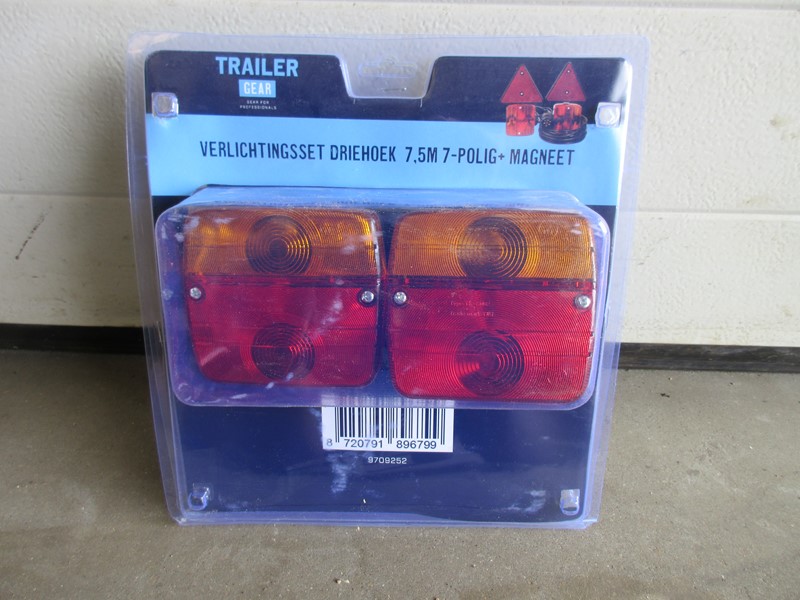 TRAILER
GEAR
GEAR FOR
PROFESSIONALS
VERLICHTINGSSET DRIEHOEK 7,5M 7-POLIG+ MAGNEET
8 720791 896799
9709252